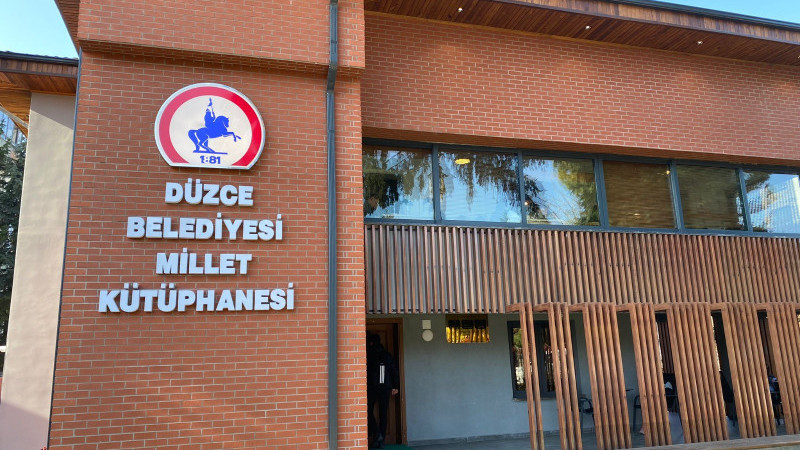 1:81
DÜZCE
BELEDİYESİ
MİLLET
KÜTÜPHANESİ